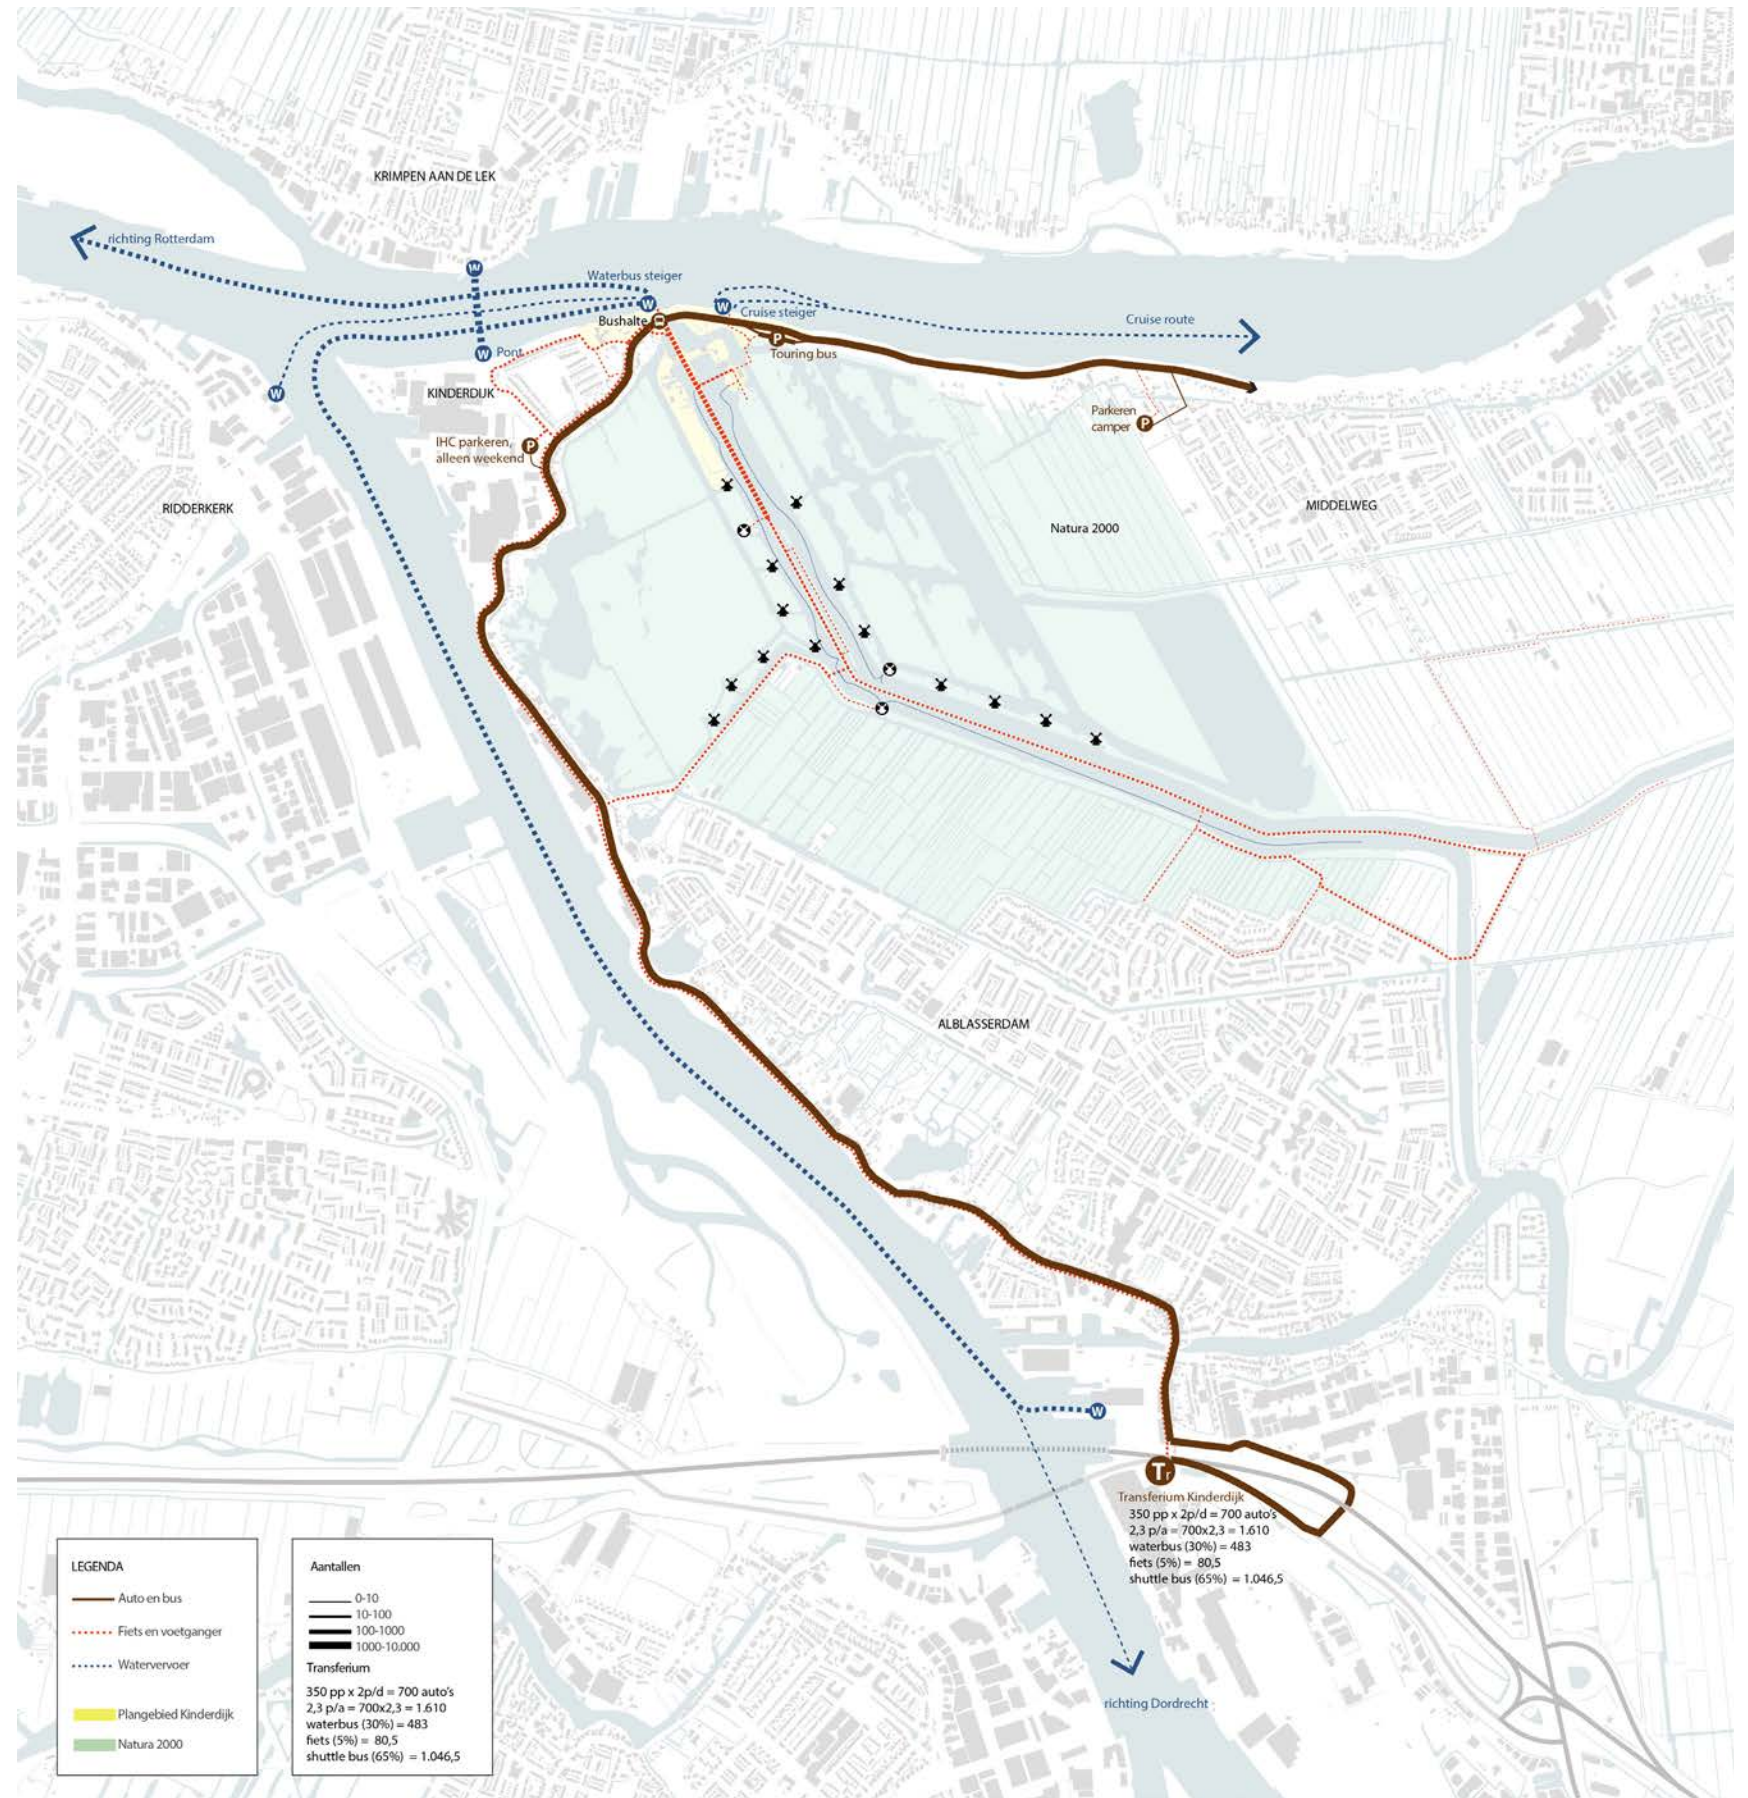 KRIMPEN AAN DE LEK
richting Rotterdam
W
Waterbus steiger
W
W
Cruise steiger
Cruise route
Bushalte
W
Pont
P
Touring bus
KINDERDIJK
W
Parkeren
camper
P
IHC parkeren,
alleen weekend
P
RIDDERKERK
MIDDELWEG
Natura 2000
ALBLASSERDAM
W
Tr
Transferium Kinderdijk
350 pp x 2p/d = 700 auto's
2,3 p/a = 700x2,3 = 1.610
waterbus (30%) = 483
fiets (5%) = 80,5
shuttle bus (65%) = 1.046,5
richting Dordrecht
LEGENDA
Auto en bus
Fiets en voetganger
Watervervoer
Plangebied Kinderdijk
Natura 2000
Aantallen
0-10
10-100
100-1000
1000-10.000
Transferium
350 pp x 2p/d = 700 auto's
2,3 p/a = 700x2,3 = 1.610
waterbus (30%) = 483
fiets (5%) = 80,5
shuttle bus (65%) = 1.046,5